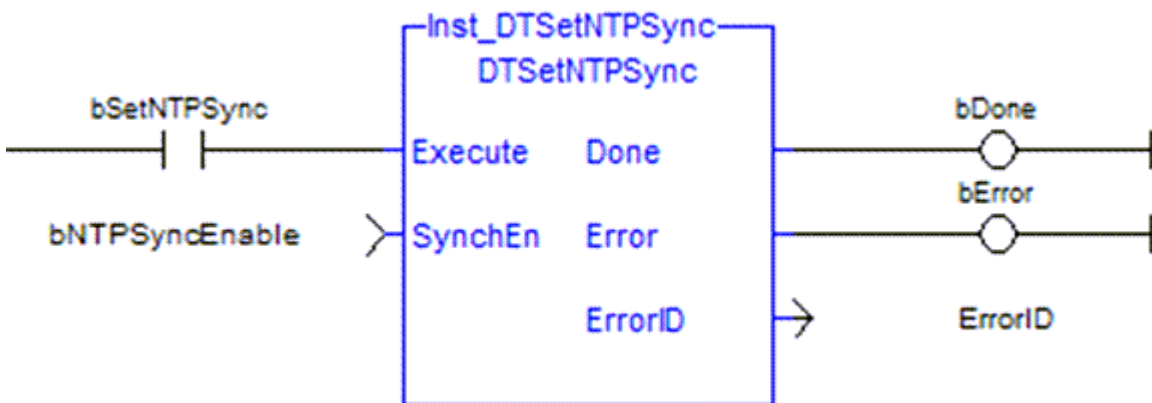 Inst_DTSetNTPSync
DTSetNTPSync
bSetNTPSync
bDone
Execute Done
bError
bNTPSyncEnable SynchEn Error
ErrorID ErrorID